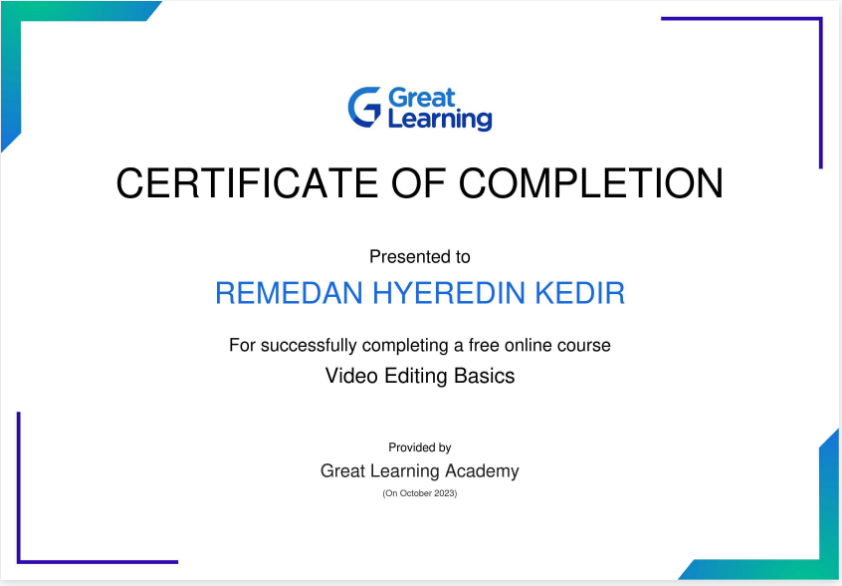 Great
Learning
CERTIFICATE OF COMPLETION
Presented to
REMEDAN HYEREDIN KEDIR
For successfully completing a free online course
Video Editing Basics
Provided by
Great Learning Academy
(On October 2023)